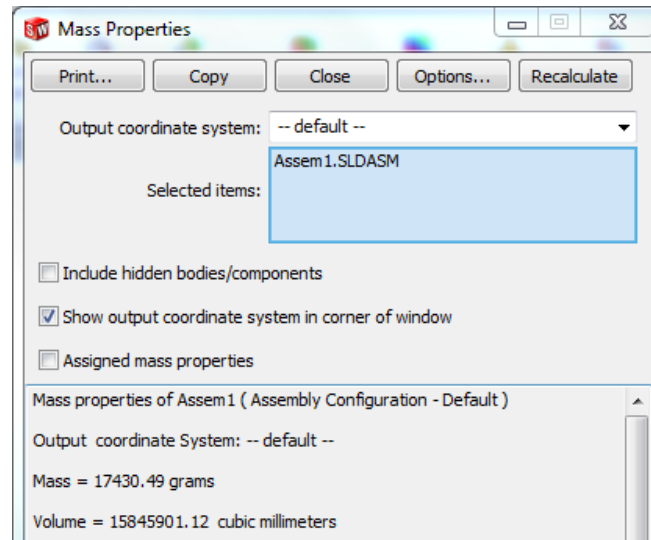 SW Mass Properties
Print... Copy Close Options... Recalculate
Output coordinate system: -- default --
Selected items: Assem1.SLDASM
Include hidden bodies/components
Show output coordinate system in corner of window
Assigned mass properties
Mass properties of Assem1 ( Assembly Configuration - Default )
Output coordinate System: -- default --
Mass = 17430.49 grams
Volume = 15845901.12 cubic millimeters